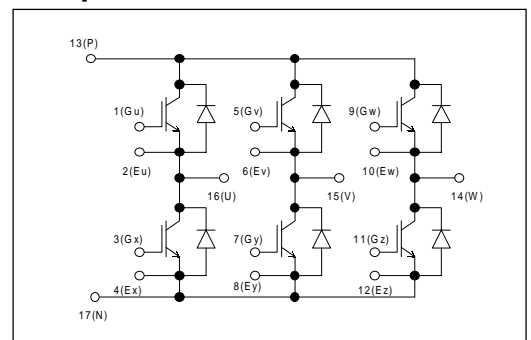 13(P)
1(Gu) 5(Gv) 9(Gw)
2(Eu) 6(Ev) 10(Ew)
16(U) 15(V) 14(W)
3(Gx) 7(Gy) 11(Gz)
4(Ex) 8(Ey) 12(Ez)
17(N)